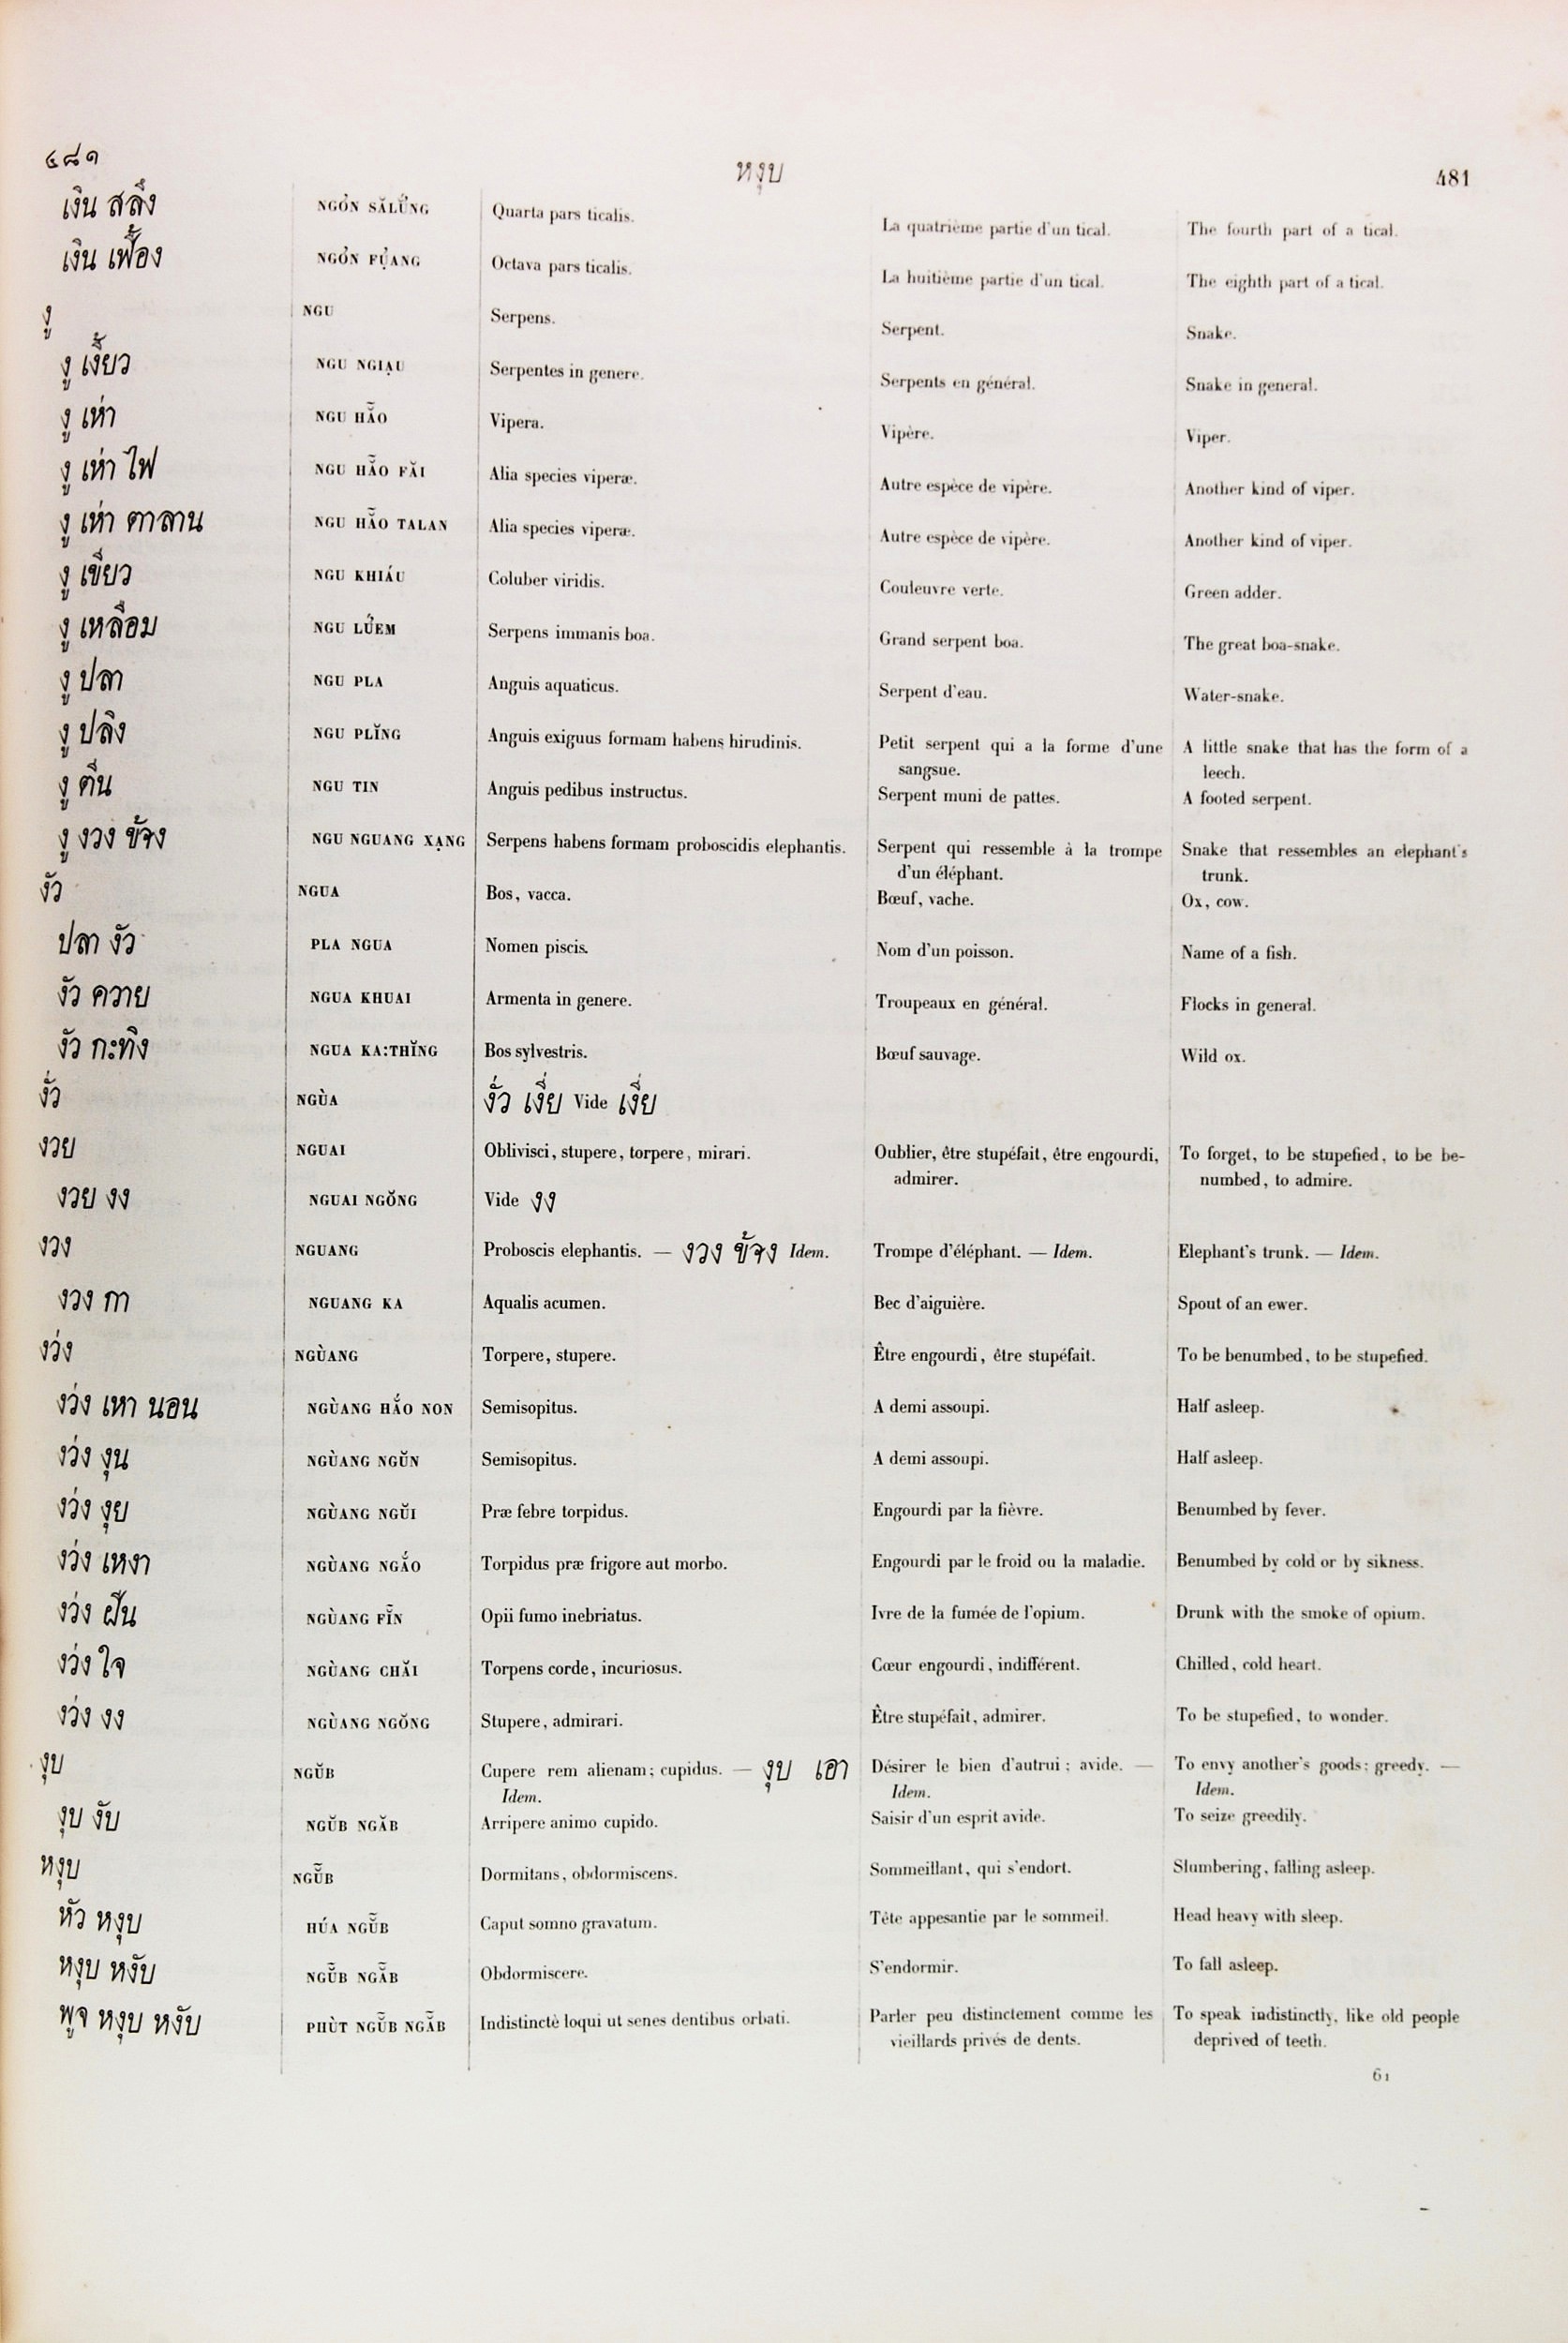 ๔๘๑ หงุบ 481
เงิน สลึง NGỞN SĂLŬ́NG Quarta pars ticalis. La quatrième partie d'un tical. The fourth part of a tical.
เงิน เฟื้อง NGỞN FỤ̉ANG Octava pars ticalis. La huitième partie d'un tical. The eighth part of a tical.
งู NGU Serpens. Serpent. Snake.
งู เงี้ยว NGU NGIẠU Serpentes in genere. Serpents en général. Snake in general.
งู เห่า NGU HÃO Vipera. Vipère. Viper.
งู เห่า ไฟ NGU HÃO FĂI Alia species viperæ. Autre espèce de vipère. Another kind of viper.
งู เห่า ตาลาน NGU HÃO TALAN Alia species viperæ. Autre espèce de vipère. Another kind of viper.
งู เขียว NGU KHIÁU Coluber viridis. Couleuvre verte. Green adder.
งู เหลือม NGU LỨEM Serpens immanis boa. Grand serpent boa. The great boa-snake.
งู ปลา NGU PLA Anguis aquaticus. Serpent d'eau. Water-snake.
งู ปลิง NGU PLĬNG Anguis exiguus formam habens hirudinis. Petit serpent qui a la forme d'une A little snake that has the form of a
sangsue. leech.
งู ตีน NGU TIN Anguis pedibus instructus. Serpent muni de pattes. A footed serpent.
งู งวง ช้าง NGU NGUANG XẠNG Serpens habens formam proboscidis elephantis. Serpent qui ressemble à la trompe Snake that ressembles an elephant's
d'un éléphant. trunk.
งัว NGUA Bos, vacca. Bœuf, vache. Ox, cow.
ปลา งัว PLA NGUA Nomen piscis. Nom d'un poisson. Name of a fish.
งัว ควาย NGUA KHUAI Armenta in genere. Troupeaux en général. Flocks in general.
งัว กะทิง NGUA KA:THĬNG Bos sylvestris. Bœuf sauvage. Wild ox.
งั่ว NGÙA งั่ว เงี่ย Vide เงี่ย
งวย NGUAI Oblivisci, stupere, torpere, mirari. Oublier, être stupéfait, être engourdi, To forget, to be stupefied, to be be-
admirer. numbed, to admire.
งวย งง NGUAI NGŎNG Vide งง
งวง NGUANG Proboscis elephantis. — งวง ช้าง Idem. Trompe d'éléphant. — Idem. Elephant's trunk. — Idem.
งวง กา NGUANG KA Aqualis acumen. Bec d'aiguière. Spout of an ewer.
ง่วง NGÙANG Torpere, stupere. Être engourdi, être stupéfait. To be benumbed, to be stupefied.
ง่วง เหา นอน NGÙANG HẮO NON Semisopitus. A demi assoupi. Half asleep.
ง่วง งุน NGÙANG NGŬN Semisopitus. A demi assoupi. Half asleep.
ง่วง งุย NGÙANG NGŬI Præ febre torpidus. Engourdi par la fièvre. Benumbed by fever.
ง่วง เหงา NGÙANG NGẮO Torpidus præ frigore aut morbo. Engourdi par le froid ou la maladie. Benumbed by cold or by sikness.
ง่วง ฝิ่น NGÙANG FĬ̃N Opii fumo inebriatus. Ivre de la fumée de l'opium. Drunk with the smoke of opium.
ง่วง ใจ NGÙANG CHĂI Torpens corde, incuriosus. Cœur engourdi, indifférent. Chilled, cold heart.
ง่วง งง NGÙANG NGŎNG Stupere, admirari. Être stupéfait, admirer. To be stupefied, to wonder.
งุบ NGŬB Cupere rem alienam; cupidus. — งุบ เอา Désirer le bien d'autrui; avide. — To envy another's goods; greedy. —
Idem. Idem. Idem.
งุบ งับ NGŬB NGĂB Arripere animo cupido. Saisir d'un esprit avide. To seize greedily.
หงุบ NGŬ̃B Dormitans, obdormiscens. Sommeillant, qui s'endort. Slumbering, falling asleep.
หัว หงุบ HÚA NGŬ̃B Caput somno gravatum. Tête appesantie par le sommeil. Head heavy with sleep.
หงุบ หงับ NGŬ̃B NGẴB Obdormiscere. S'endormir. To fall asleep.
พูจ หงุบ หงับ PHÙT NGŬ̃B NGẴB Indistinctè loqui ut senes dentibus orbati. Parler peu distinctement comme les To speak indistinctly, like old people
vieillards privés de dents. deprived of teeth.
61